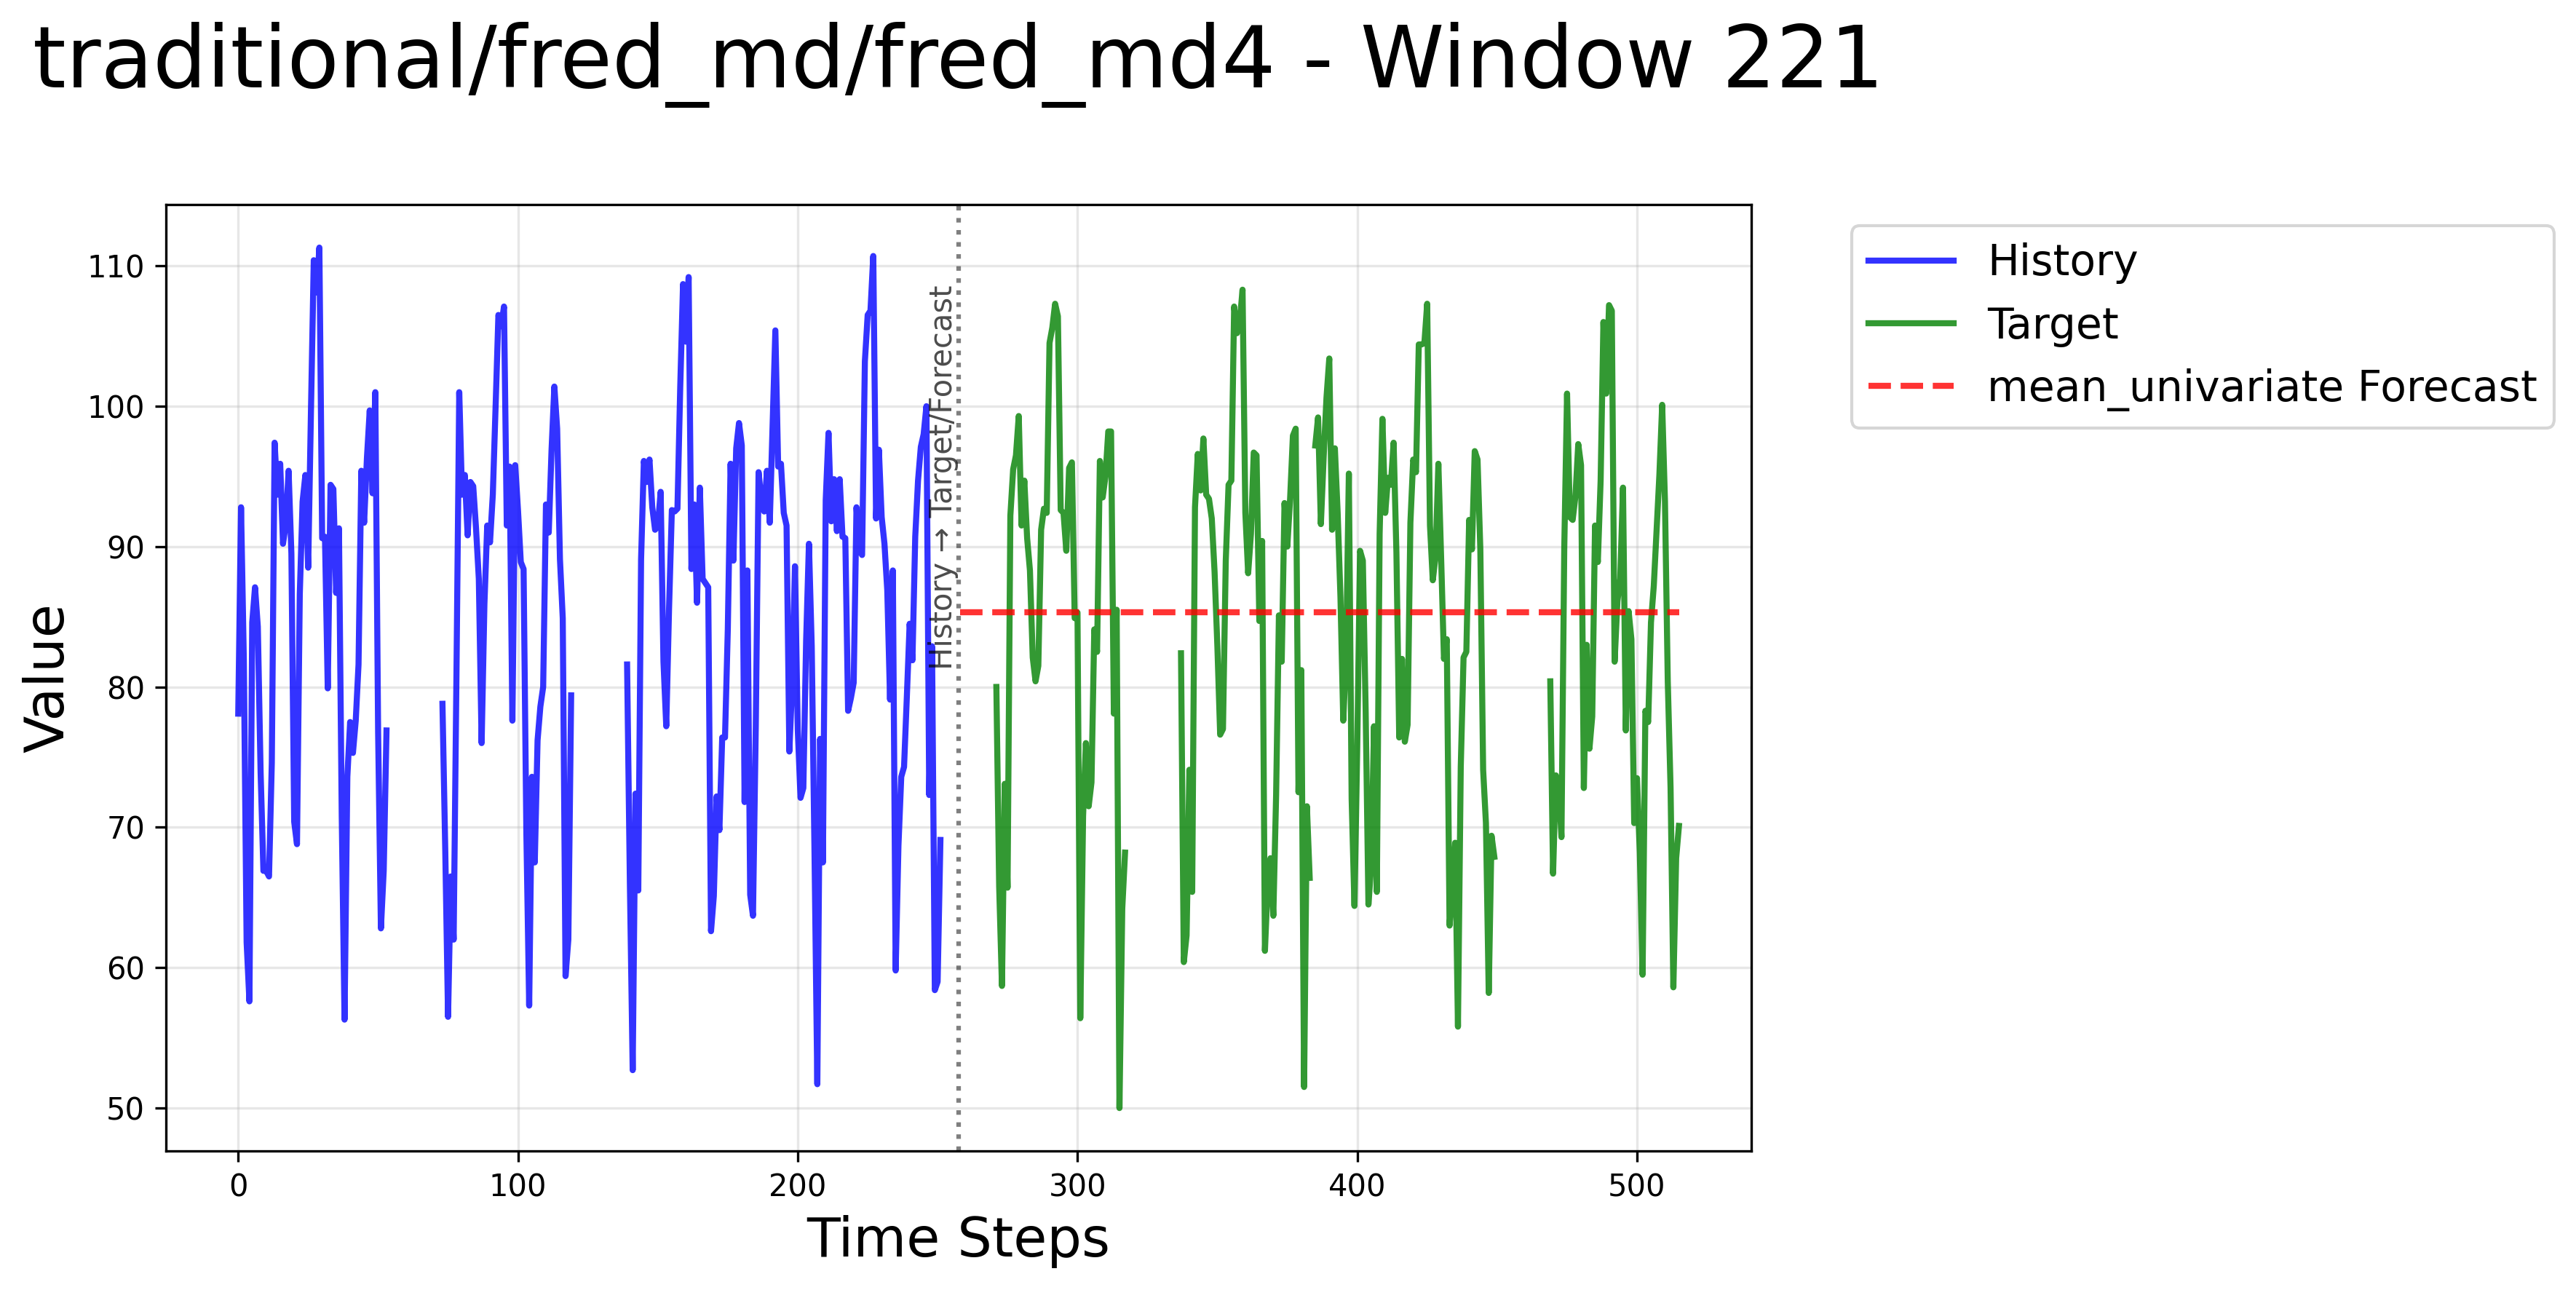 traditional/fred_md/fred_md4 - Window 221
History
Target
mean_univariate Forecast
History → Target/Forecast
Value
110
100
90
80
70
60
50
0
100
200
300
400
500
Time Steps